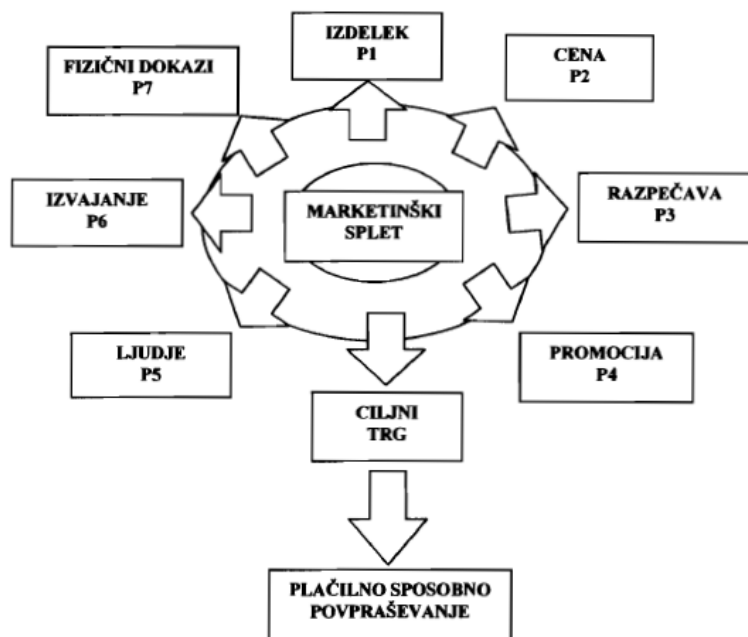 IZDELEK
P1
FIZIČNI DOKAZI
P7
CENA
P2
IZVAJANJE
P6
MARKETINŠKI
SPLET
RAZPEČAVA
P3
LJUDJE
P5
PROMOCIJA
P4
CILJNI
TRG
PLAČILNO SPOSOBNO
POVPRAŠEVANJE